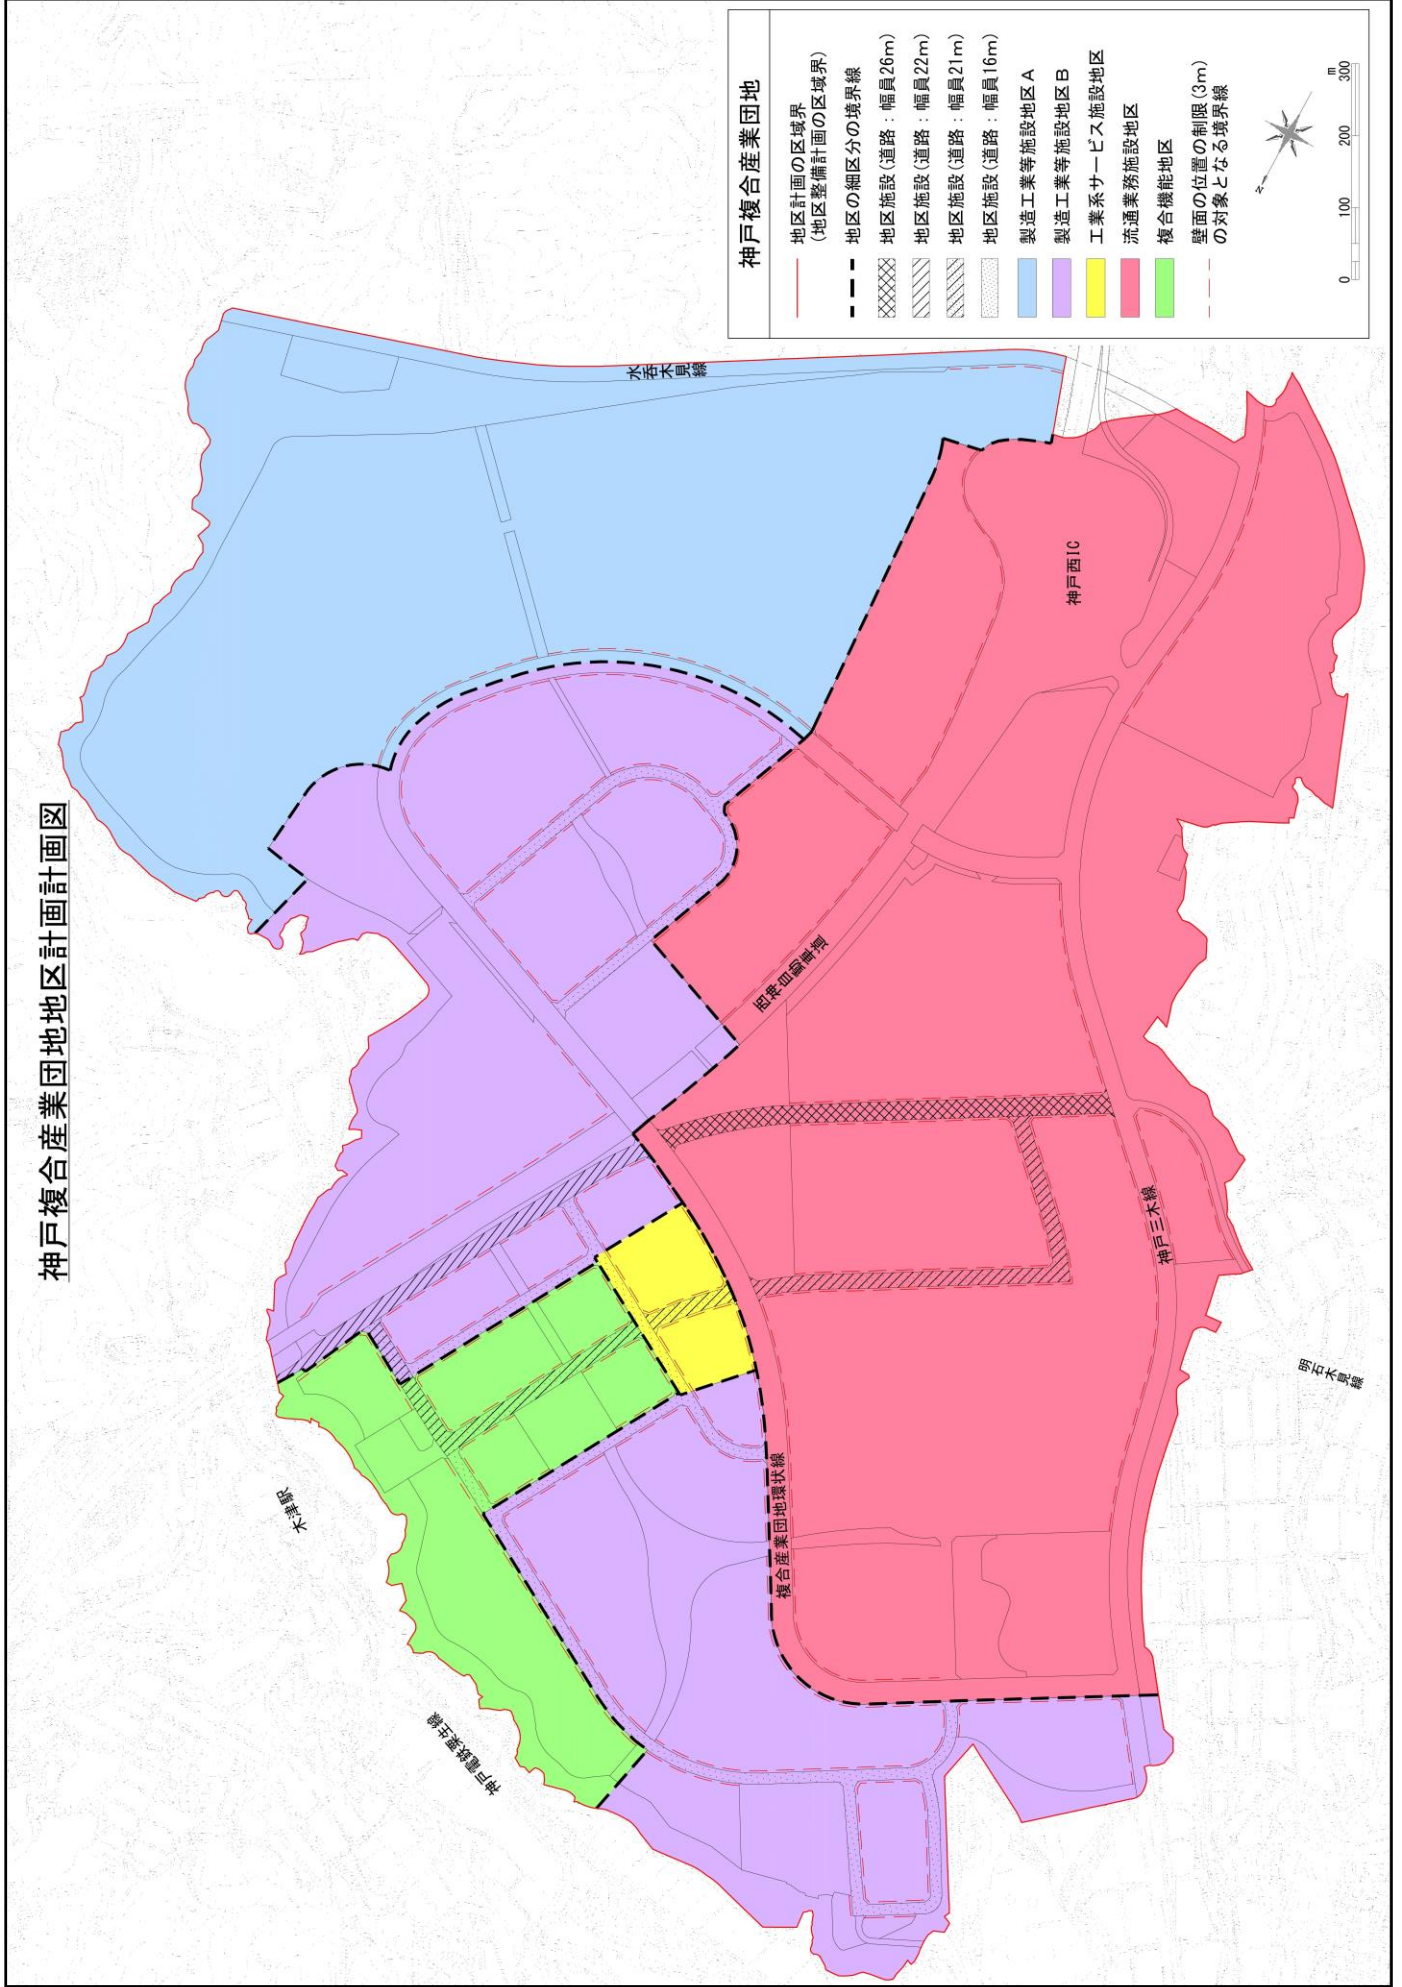 神戸複合産業団地地区計画計画図
神戸複合産業団地
地区計画の区域界
(地区整備計画の区域界)
地区の細区分の境界線
地区施設(道路：幅員26m)
地区施設(道路：幅員22m)
地区施設(道路：幅員21m)
地区施設(道路：幅員16m)
製造工業等施設地区A
製造工業等施設地区B
工業系サービス施設地区
流通業務施設地区
複合機能地区
壁面の位置の制限(3m)
の対象となる境界線
N
m
0 100 200 300
木津駅
神戸電鉄粟生線
複合産業団地環状線
西神自動車道
水呑木見線
神戸西IC
神戸三木線
明石木見線